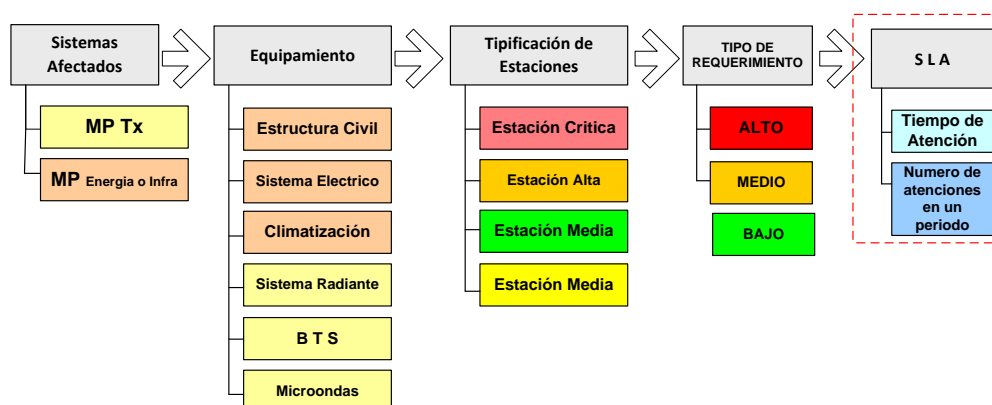 Sistemas
Afectados
MP Tx
MP Energia o Infra
Equipamiento
Estructura Civil
Sistema Electrico
Climatización
Sistema Radiante
B T S
Microondas
Tipificación de
Estaciones
Estación Critica
Estación Alta
Estación Media
Estación Media
TIPO DE
REQUERIMIENTO
ALTO
MEDIO
BAJO
S L A
Tiempo de
Atención
Numero de
atenciones
en un
periodo